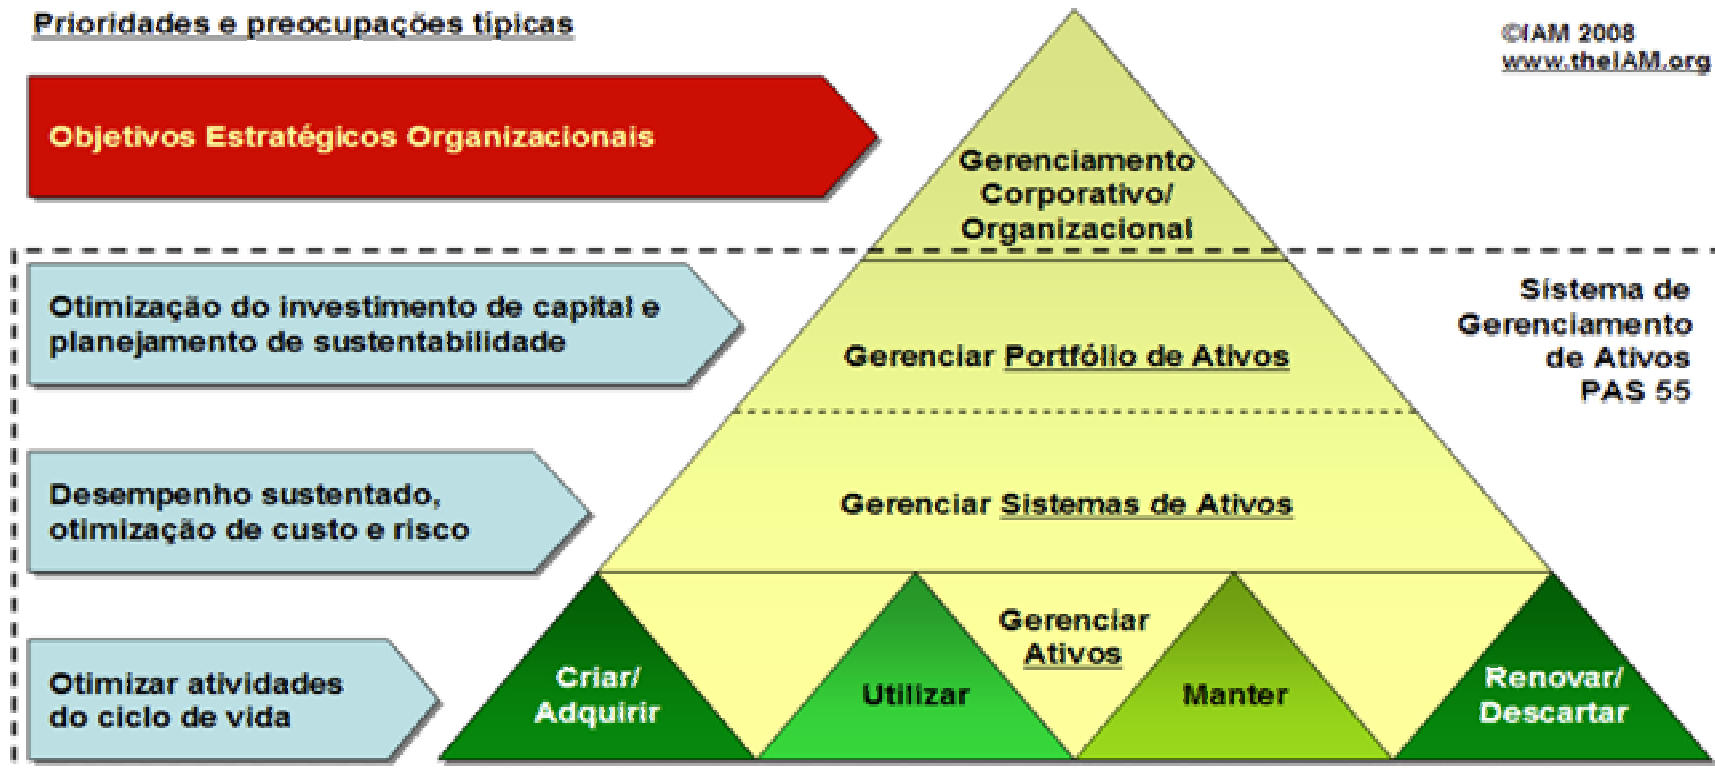 Prioridades e preocupações típicas
©IAM 2008
www.theIAM.org
Objetivos Estratégicos Organizacionais
Gerenciamento
Corporativo/
Organizacional
Otimização do investimento de capital e
planejamento de sustentabilidade
Gerenciar Portfólio de Ativos
Sistema de
Gerenciamento
de Ativos
PAS 55
Desempenho sustentado,
otimização de custo e risco
Gerenciar Sistemas de Ativos
Otimizar atividades
do ciclo de vida
Criar/
Adquirir
Utilizar
Gerenciar
Ativos
Manter
Renovar/
Descartar